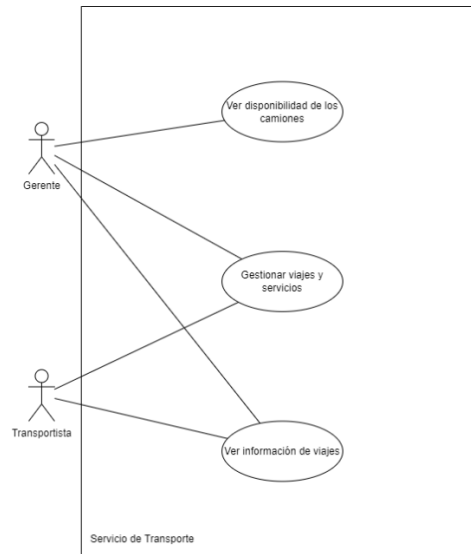 Ver disponibilidad de los
camiones
Gerente
Gestionar viajes y
servicios
Transportista
Ver información de viajes
Servicio de Transporte